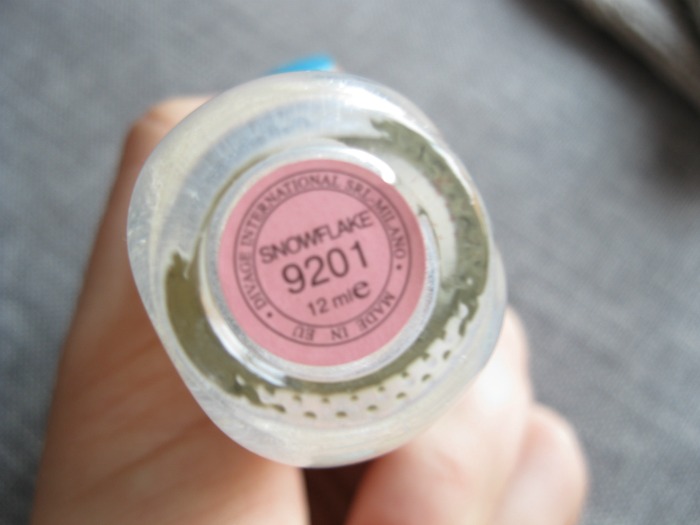 DIVAGE INTERNATIONAL SRL-MILANO
SNOWFLAKE
9201
12 ml e
MADE IN EU